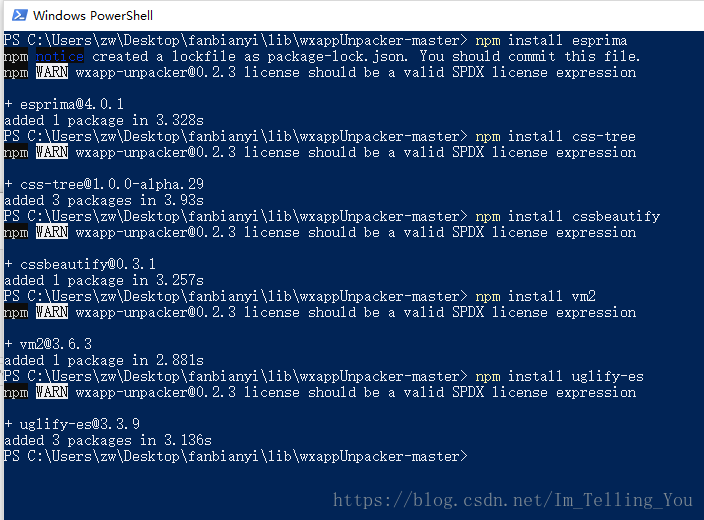 Windows PowerShell
PS C:\Users\zw\Desktop\fanbianyi\lib\wxappUnpacker-master> npm install esprima
npm notice created a lockfile as package-lock.json. You should commit this file.
npm WARN wxapp-unpacker@0.2.3 license should be a valid SPDX license expression
+ esprima@4.0.1
added 1 package in 3.328s
PS C:\Users\zw\Desktop\fanbianyi\lib\wxappUnpacker-master> npm install css-tree
npm WARN wxapp-unpacker@0.2.3 license should be a valid SPDX license expression
+ css-tree@1.0.0-alpha.29
added 3 packages in 3.93s
PS C:\Users\zw\Desktop\fanbianyi\lib\wxappUnpacker-master> npm install cssbeautify
npm WARN wxapp-unpacker@0.2.3 license should be a valid SPDX license expression
+ cssbeautify@0.3.1
added 1 package in 3.257s
PS C:\Users\zw\Desktop\fanbianyi\lib\wxappUnpacker-master> npm install vm2
npm WARN wxapp-unpacker@0.2.3 license should be a valid SPDX license expression
+ vm2@3.6.3
added 1 package in 2.881s
PS C:\Users\zw\Desktop\fanbianyi\lib\wxappUnpacker-master> npm install uglify-es
npm WARN wxapp-unpacker@0.2.3 license should be a valid SPDX license expression
+ uglify-es@3.3.9
added 3 packages in 3.136s
PS C:\Users\zw\Desktop\fanbianyi\lib\wxappUnpacker-master>
https://blog.csdn.net/Im_Telling_You